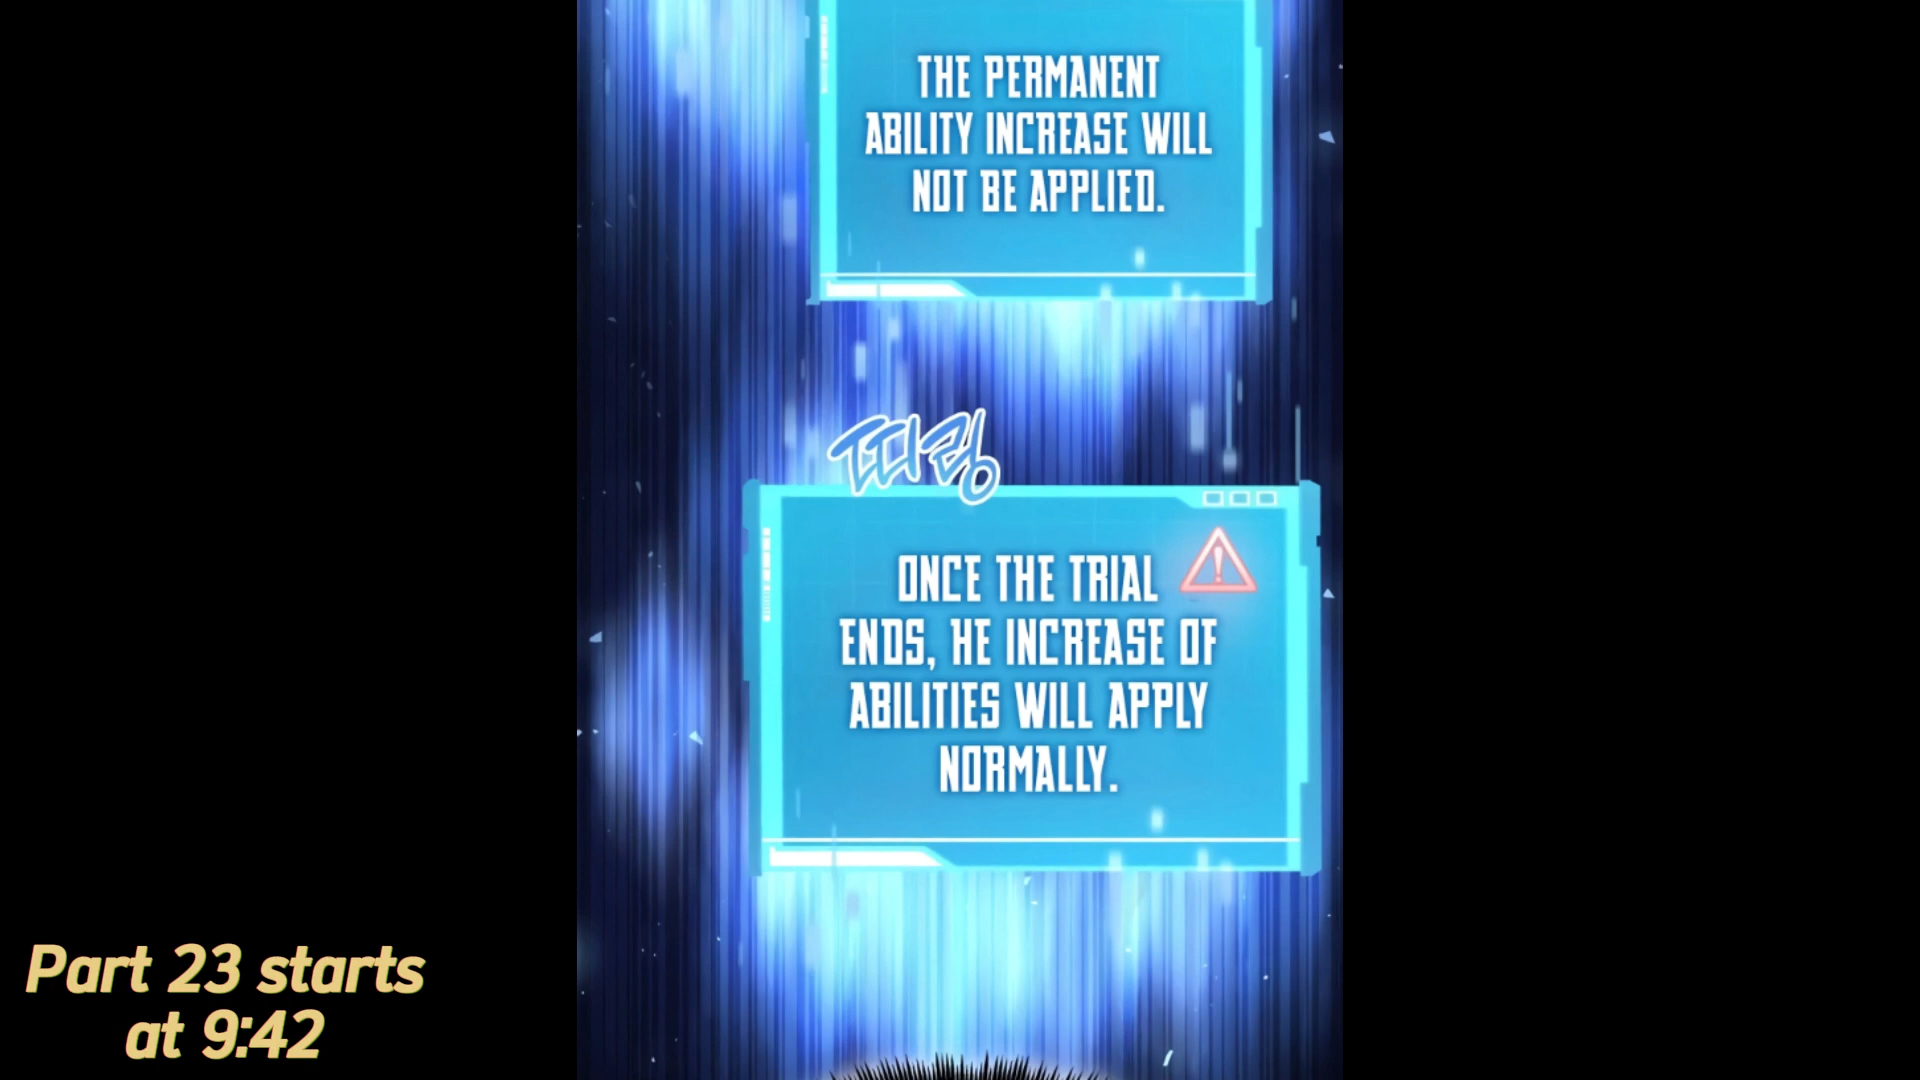 THE PERMANENT
ABILITY INCREASE WILL
NOT BE APPLIED.
띠링
ONCE THE TRIAL
ENDS, HE INCREASE OF
ABILITIES WILL APPLY
NORMALLY.
Part 23 starts
at 9:42